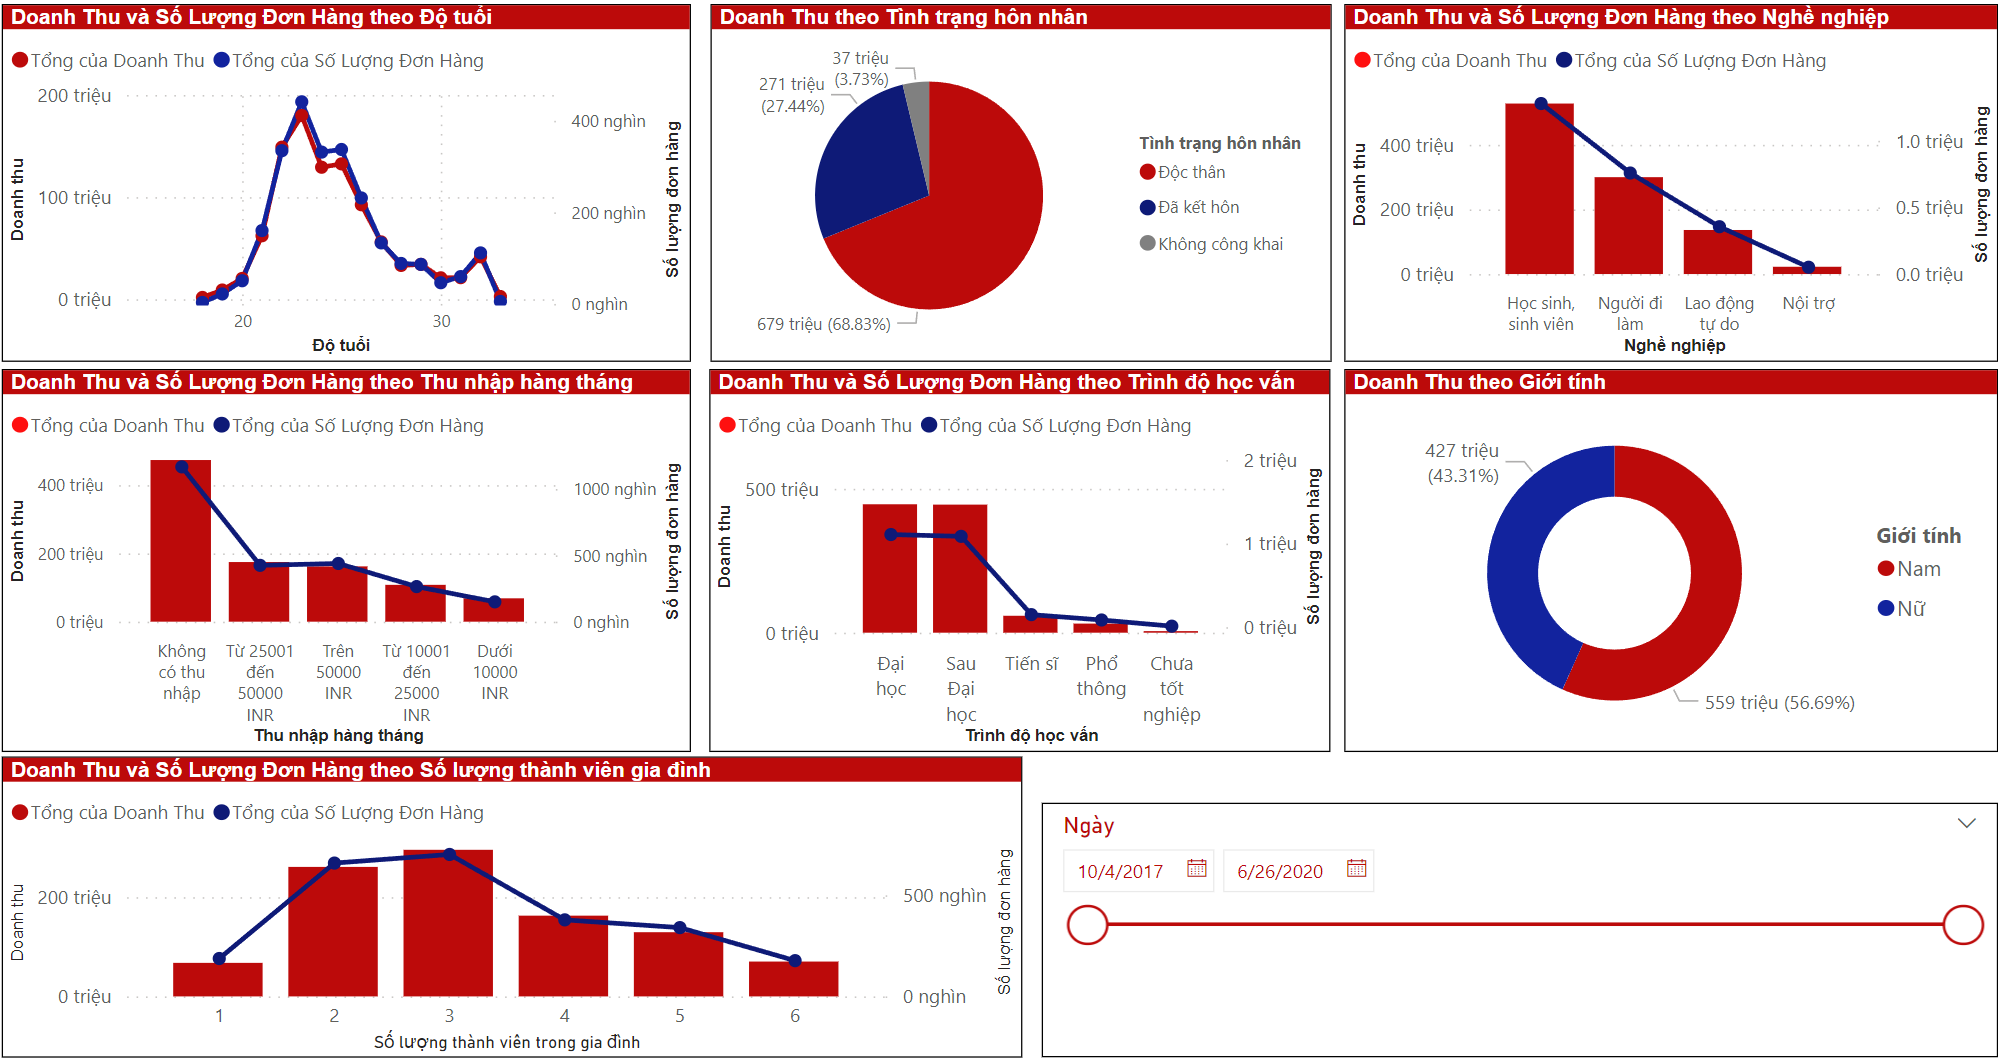 Doanh Thu và Số Lượng Đơn Hàng theo Độ tuổi
Tổng của Doanh Thu Tổng của Số Lượng Đơn Hàng
200 triệu
100 triệu
0 triệu
400 nghìn
200 nghìn
0 nghìn
Doanh thu
Số lượng đơn hàng
20 30
Độ tuổi
Doanh Thu theo Tình trạng hôn nhân
37 triệu
(3.73%)
271 triệu
(27.44%)
679 triệu (68.83%)
Tình trạng hôn nhân
Độc thân
Đã kết hôn
Không công khai
Doanh Thu và Số Lượng Đơn Hàng theo Nghề nghiệp
Tổng của Doanh Thu Tổng của Số Lượng Đơn Hàng
400 triệu
200 triệu
0 triệu
1.0 triệu
0.5 triệu
0.0 triệu
Doanh thu
Số lượng đơn hàng
Học sinh, sinh viên
Người đi làm
Lao động tự do
Nội trợ
Nghề nghiệp
Doanh Thu và Số Lượng Đơn Hàng theo Thu nhập hàng tháng
Tổng của Doanh Thu Tổng của Số Lượng Đơn Hàng
400 triệu
200 triệu
0 triệu
1000 nghìn
500 nghìn
0 nghìn
Doanh thu
Số lượng đơn hàng
Không có thu nhập
Từ 25001 đến 50000 INR
Trên 50000 INR
Từ 10001 đến 25000 INR
Dưới 10000 INR
Thu nhập hàng tháng
Doanh Thu và Số Lượng Đơn Hàng theo Trình độ học vấn
Tổng của Doanh Thu Tổng của Số Lượng Đơn Hàng
500 triệu
0 triệu
2 triệu
1 triệu
0 triệu
Doanh thu
Số lượng đơn hàng
Đại học
Sau Đại học
Tiến sĩ
Phổ thông
Chưa tốt nghiệp
Trình độ học vấn
Doanh Thu theo Giới tính
427 triệu
(43.31%)
559 triệu (56.69%)
Giới tính
Nam
Nữ
Doanh Thu và Số Lượng Đơn Hàng theo Số lượng thành viên gia đình
Tổng của Doanh Thu Tổng của Số Lượng Đơn Hàng
200 triệu
0 triệu
500 nghìn
0 nghìn
Doanh thu
Số lượng đơn hàng
1 2 3 4 5 6
Số lượng thành viên trong gia đình
Ngày
10/4/2017 6/26/2020